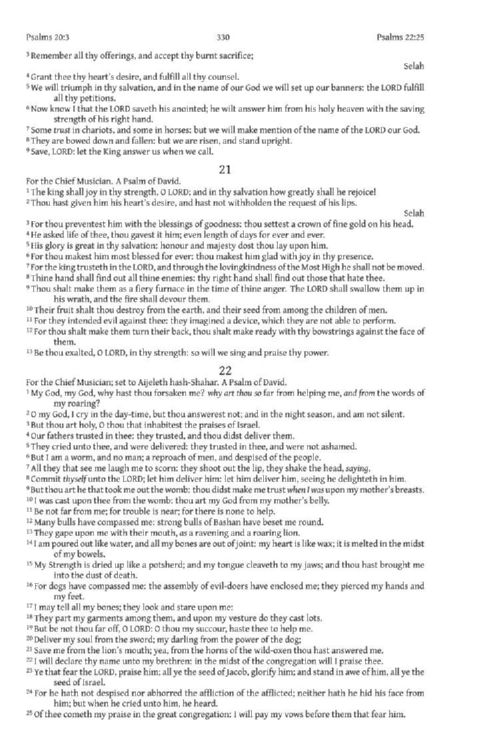 Psalms 20:3 330 Psalms 22:25
3 Remember all thy offerings, and accept thy burnt sacrifice;
Selah
4 Grant thee thy heart's desire, and fulfill all thy counsel.
5 We will triumph in thy salvation, and in the name of our God we will set up our banners: the LORD fulfill
all thy petitions.
6 Now know I that the LORD saveth his anointed; he wilt answer him from his holy heaven with the saving
strength of his right hand.
7 Some trust in chariots, and some in horses: but we will make mention of the name of the LORD our God.
8 They are bowed down and fallen: but we are risen, and stand upright.
9 Save, LORD: let the King answer us when we call.
21
For the Chief Musician. A Psalm of David.
1 The king shall joy in thy strength, O LORD; and in thy salvation how greatly shall he rejoice!
2 Thou hast given him his heart's desire, and hast not withholden the request of his lips.
Selah
3 For thou preventest him with the blessings of goodness: thou settest a crown of fine gold on his head.
4 He asked life of thee, thou gavest it him; even length of days for ever and ever.
5 His glory is great in thy salvation: honour and majesty dost thou lay upon him.
6 For thou makest him most blessed for ever: thou makest him glad with joy in thy presence.
7 For the king trusteth in the LORD, and through the lovingkindness of the Most High he shall not be moved.
8 Thine hand shall find out all thine enemies: thy right hand shall find out those that hate thee.
9 Thou shalt make them as a fiery furnace in the time of thine anger. The LORD shall swallow them up in
his wrath, and the fire shall devour them.
10 Their fruit shalt thou destroy from the earth, and their seed from among the children of men.
11 For they intended evil against thee: they imagined a device, which they are not able to perform.
12 For thou shalt make them turn their back, thou shalt make ready with thy bowstrings against the face of
them.
13 Be thou exalted, O LORD, in thy strength: so will we sing and praise thy power.
22
For the Chief Musician; set to Aijeleth hash-Shahar. A Psalm of David.
1 My God, my God, why hast thou forsaken me? why art thou so far from helping me, and from the words of
my roaring?
2 O my God, I cry in the day-time, but thou answerest not; and in the night season, and am not silent.
3 But thou art holy, O thou that inhabitest the praises of Israel.
4 Our fathers trusted in thee: they trusted, and thou didst deliver them.
5 They cried unto thee, and were delivered: they trusted in thee, and were not ashamed.
6 But I am a worm, and no man; a reproach of men, and despised of the people.
7 All they that see me laugh me to scorn: they shoot out the lip, they shake the head, saying,
8 Commit thyself unto the LORD; let him deliver him: let him deliver him, seeing he delighteth in him.
9 But thou art he that took me out the womb: thou didst make me trust when I was upon my mother's breasts.
10 I was cast upon thee from the womb: thou art my God from my mother's belly.
11 Be not far from me; for trouble is near; for there is none to help.
12 Many bulls have compassed me: strong bulls of Bashan have beset me round.
13 They gape upon me with their mouth, as a ravening and a roaring lion.
14 I am poured out like water, and all my bones are out of joint: my heart is like wax; it is melted in the midst
of my bowels.
15 My Strength is dried up like a potsherd; and my tongue cleaveth to my jaws; and thou hast brought me
into the dust of death.
16 For dogs have compassed me: the assembly of evil-doers have enclosed me; they pierced my hands and
my feet.
17 I may tell all my bones; they look and stare upon me:
18 They part my garments among them, and upon my vesture do they cast lots.
19 But be not thou far off, O LORD: O thou my succour, haste thee to help me.
20 Deliver my soul from the sword; my darling from the power of the dog;
21 Save me from the lion's mouth; yea, from the horns of the wild-oxen thou hast answered me.
22 I will declare thy name unto my brethren: in the midst of the congregation will I praise thee.
23 Ye that fear the LORD, praise him; all ye the seed of Jacob, glorify him; and stand in awe of him, all ye the
seed of Israel.
24 For he hath not despised nor abhorred the affliction of the afflicted; neither hath he hid his face from
him; but when he cried unto him, he heard.
25 Of thee cometh my praise in the great congregation: I will pay my vows before them that fear him.